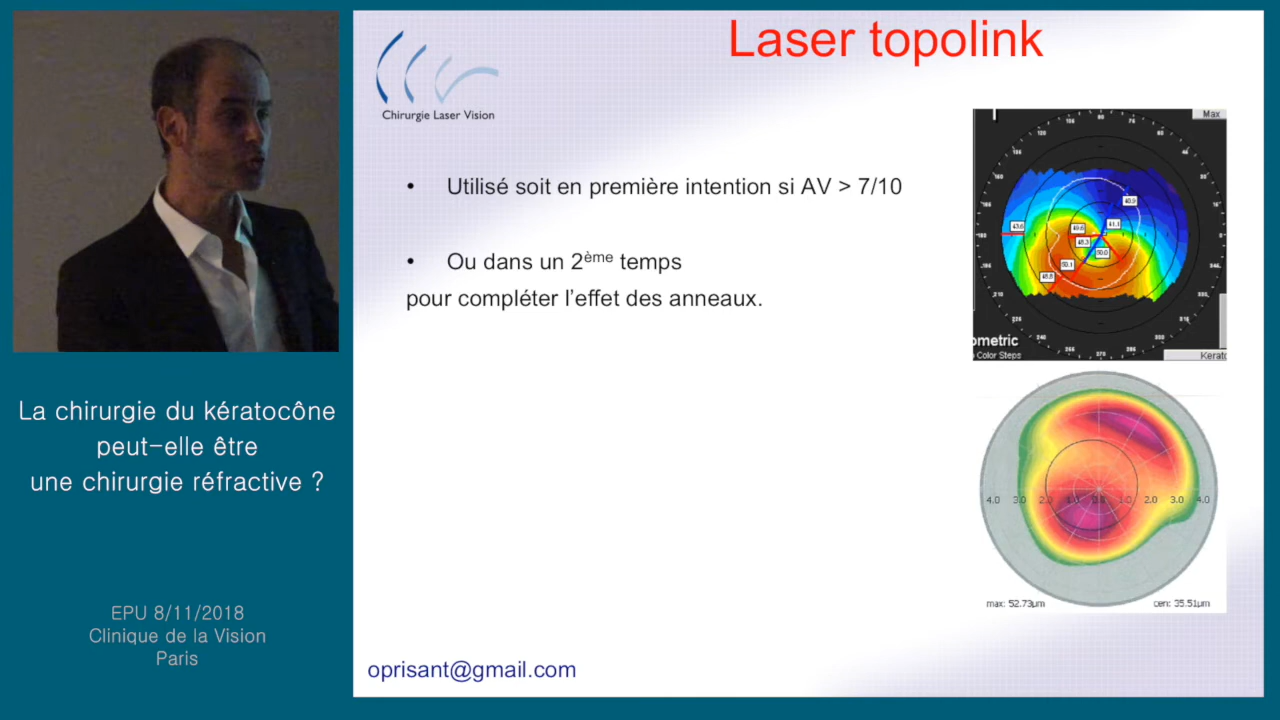 La chirurgie du kératocône
peut-elle être
une chirurgie réfractive ?
EPU 8/11/2018
Clinique de la Vision
Paris
Chirurgie Laser Vision
Laser topolink
• Utilisé soit en première intention si AV > 7/10
• Ou dans un 2ème temps
pour compléter l'effet des anneaux.
Max
ometric
Color Steps
Kerato
4.0 3.0 2.0 1.0 0.0 1.0 2.0 3.0 4.0
max: 52.73µm
cen: 35.51µm
oprisant@gmail.com